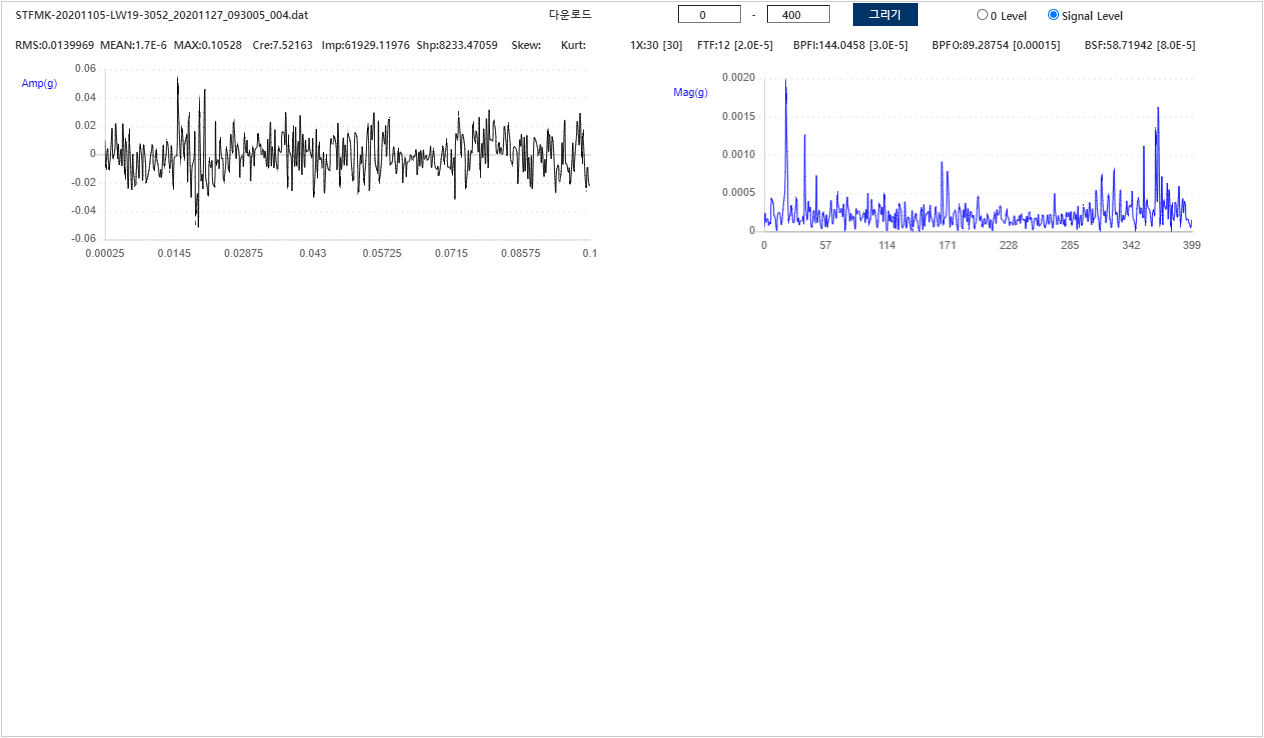 STFMK-20201105-LW19-3052_20201127_093005_004.dat 다운로드 0 - 400 그리기 0 Level Signal Level
RMS:0.0139969 MEAN:1.7E-6 MAX:0.10528 Cre:7.52163 Imp:61929.11976 Shp:8233.47059 Skew: Kurt: 1X:30 [30] FTF:12 [2.0E-5] BPFI:144.0458 [3.0E-5] BPFO:89.28754 [0.00015] BSF:58.71942 [8.0E-5]
Amp(g)
0.06
0.04
0.02
0
-0.02
-0.04
-0.06
0.00025 0.0145 0.02875 0.043 0.05725 0.0715 0.08575 0.1
Mag(g)
0.0020
0.0015
0.0010
0.0005
0
0 57 114 171 228 285 342 399